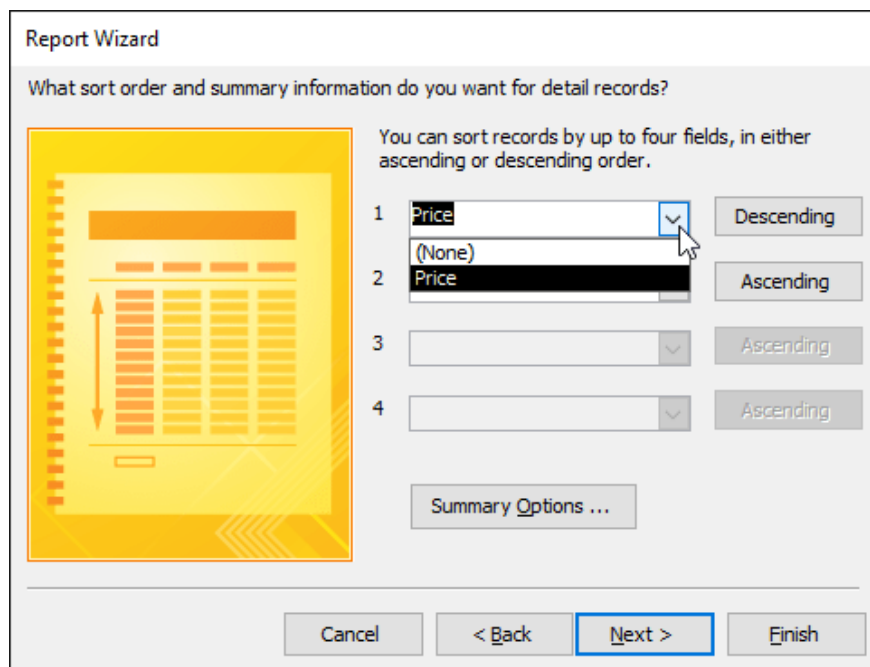 Report Wizard
What sort order and summary information do you want for detail records?
You can sort records by up to four fields, in either
ascending or descending order.
1 Price Descending
(None)
2 Price Ascending
3 Ascending
4 Ascending
Summary Options ...
Cancel < Back Next > Finish